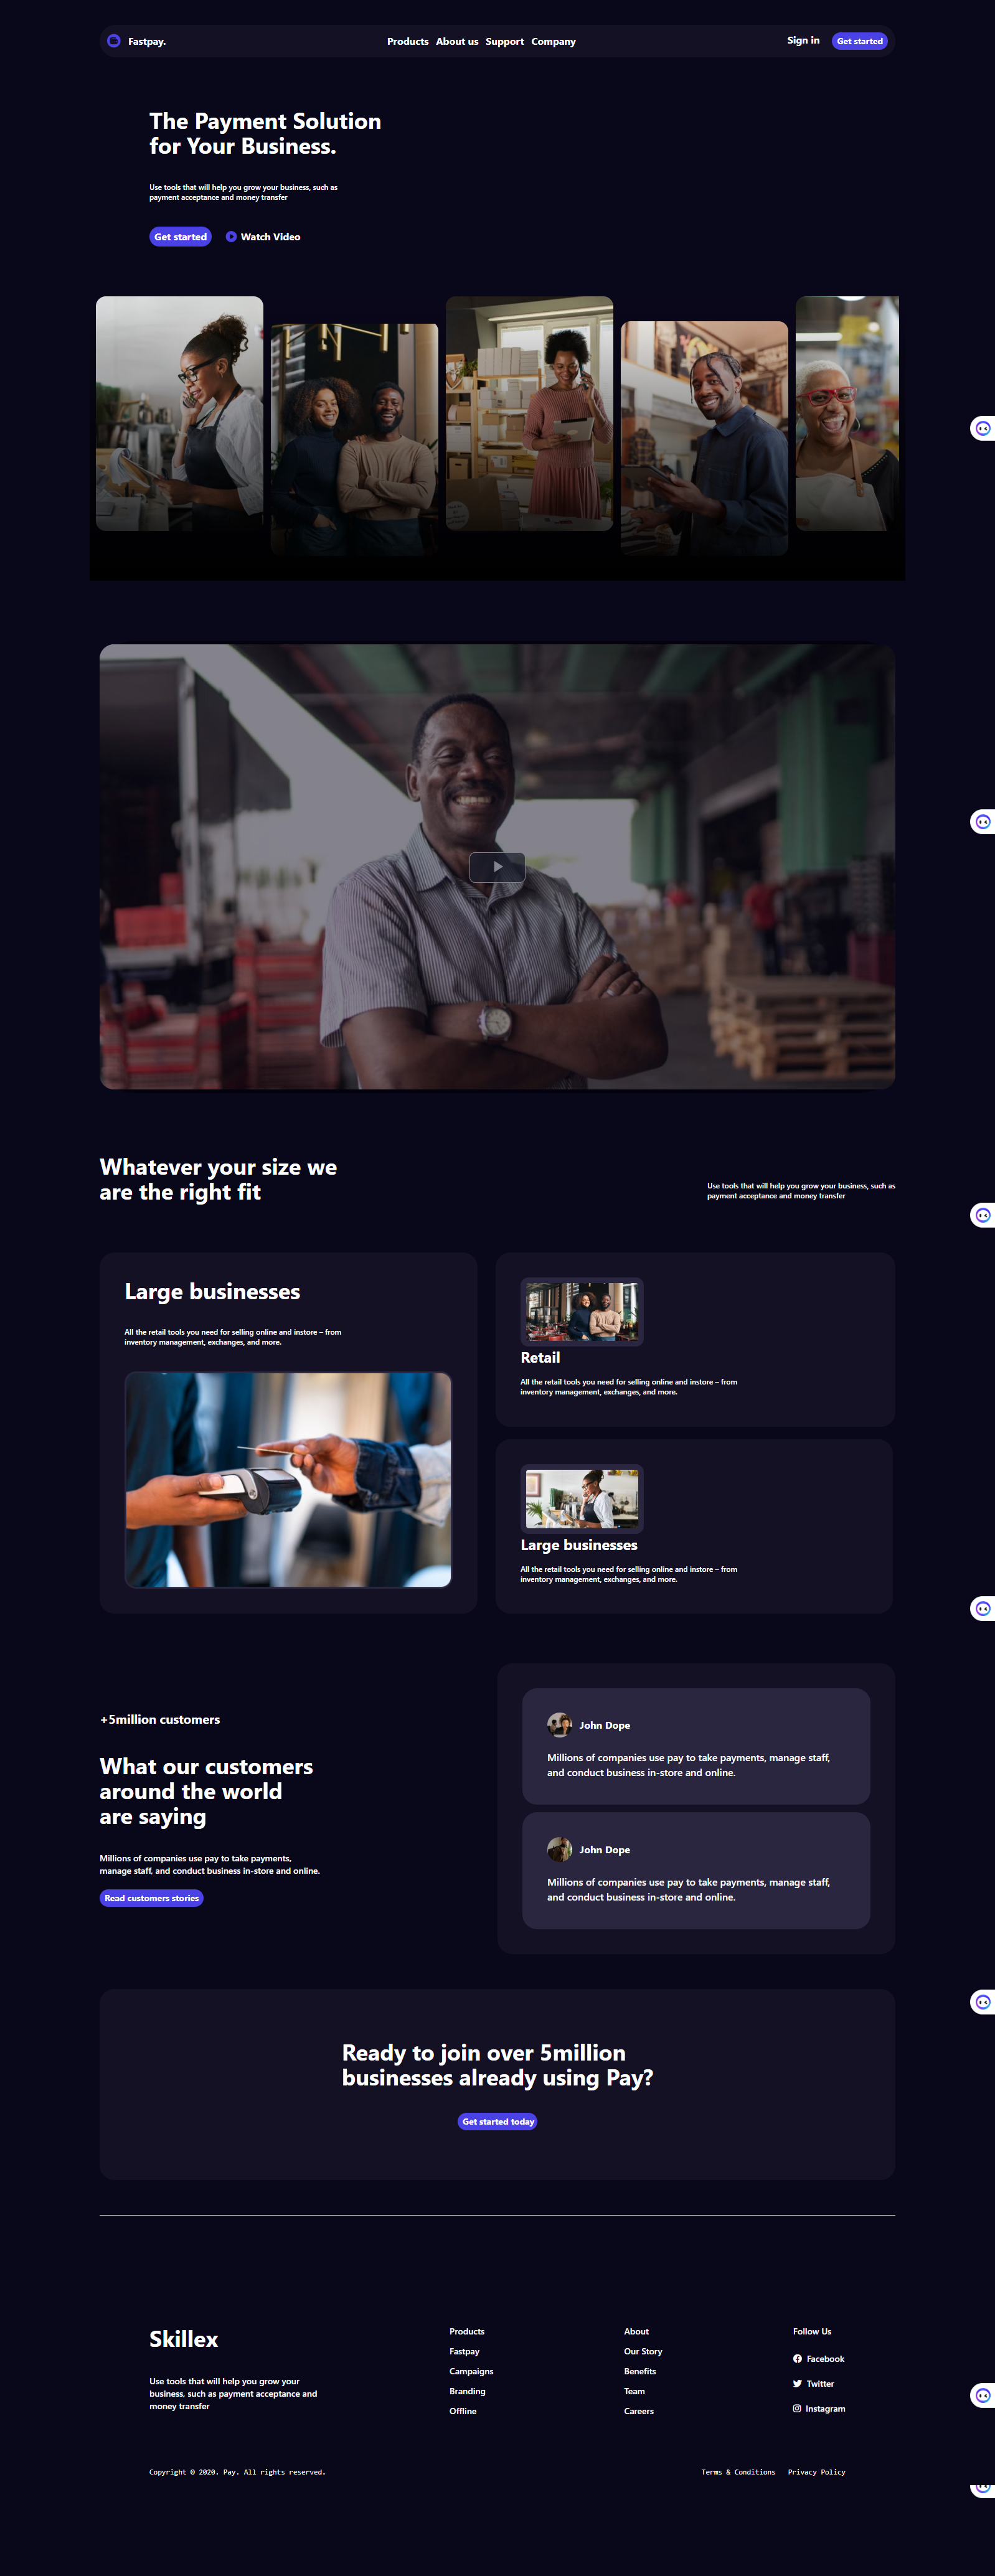 Fastpay.
Products About us Support Company
Sign in
Get started
The Payment Solution
for Your Business.
Use tools that will help you grow your business, such as
payment acceptance and money transfer
Get started
Watch Video
Whatever your size we
are the right fit
Use tools that will help you grow your business, such as
payment acceptance and money transfer
Large businesses
All the retail tools you need for selling online and instore – from
inventory management, exchanges, and more.
Retail
All the retail tools you need for selling online and instore – from
inventory management, exchanges, and more.
Large businesses
All the retail tools you need for selling online and instore – from
inventory management, exchanges, and more.
+5million customers
What our customers
around the world
are saying
Millions of companies use pay to take payments,
manage staff, and conduct business in-store and online.
Read customers stories
John Dope
Millions of companies use pay to take payments, manage staff,
and conduct business in-store and online.
John Dope
Millions of companies use pay to take payments, manage staff,
and conduct business in-store and online.
Ready to join over 5million
businesses already using Pay?
Get started today
Skillex
Use tools that will help you grow your
business, such as payment acceptance and
money transfer
Products
Fastpay
Campaigns
Branding
Offline
About
Our Story
Benefits
Team
Careers
Follow Us
Facebook
Twitter
Instagram
Copyright © 2020. Pay. All rights reserved.
Terms & Conditions
Privacy Policy